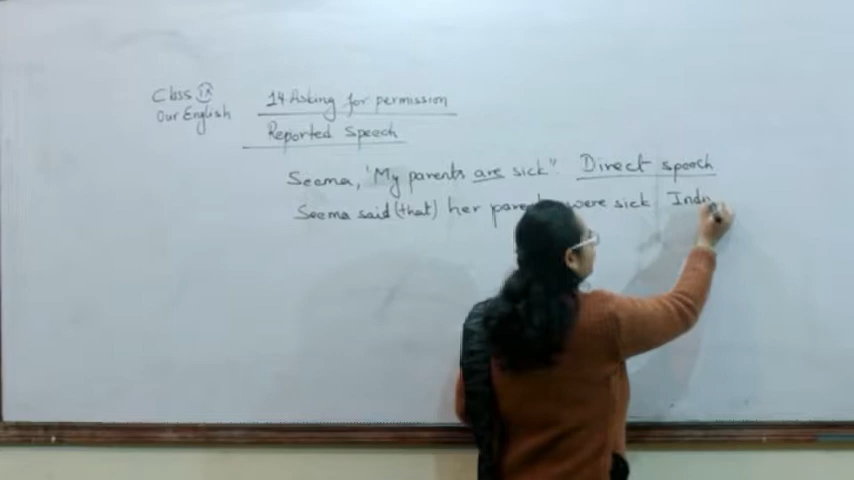 Class IX
Our English
14. Asking for permission
Reported Speech
Seema, "My parents are sick". Direct speech
Seema said (that) her were sick